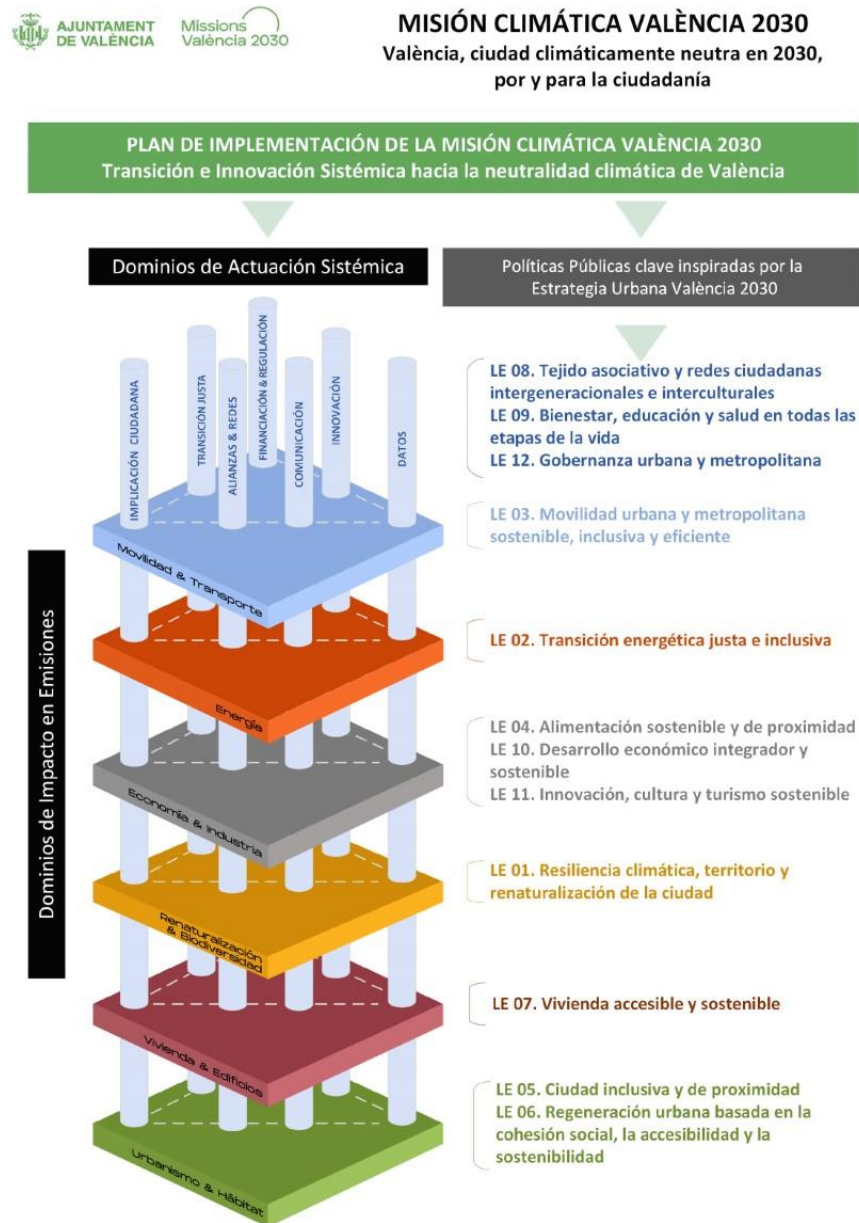 AJUNTAMENT
DE VALÈNCIA
Missions
València 2030
MISIÓN CLIMÁTICA VALÈNCIA 2030
València, ciudad climáticamente neutra en 2030,
por y para la ciudadanía
PLAN DE IMPLEMENTACIÓN DE LA MISIÓN CLIMÁTICA VALÈNCIA 2030
Transición e Innovación Sistémica hacia la neutralidad climática de València
Dominios de Actuación Sistémica
Políticas Públicas clave inspiradas por la
Estrategia Urbana València 2030
IMPLICACIÓN CIUDADANA
TRANSICIÓN JUSTA
ALIANZAS & REDES
FINANCIACIÓN & REGULACIÓN
COMUNICACIÓN
INNOVACIÓN
DATOS
LE 08. Tejido asociativo y redes ciudadanas
intergeneracionales e interculturales
LE 09. Bienestar, educación y salud en todas las
etapas de la vida
LE 12. Gobernanza urbana y metropolitana
Dominios de Impacto en Emisiones
Movilidad & Transporte
LE 03. Movilidad urbana y metropolitana
sostenible, inclusiva y eficiente
Energía
LE 02. Transición energética justa e inclusiva
Economía & Industria
LE 04. Alimentación sostenible y de proximidad
LE 10. Desarrollo económico integrador y
sostenible
LE 11. Innovación, cultura y turismo sostenible
Renaturalización
& Biodiversidad
LE 01. Resiliencia climática, territorio y
renaturalización de la ciudad
Vivienda & Edificios
LE 07. Vivienda accesible y sostenible
Urbanismo & Hábitat
LE 05. Ciudad inclusiva y de proximidad
LE 06. Regeneración urbana basada en la
cohesión social, la accesibilidad y la
sostenibilidad